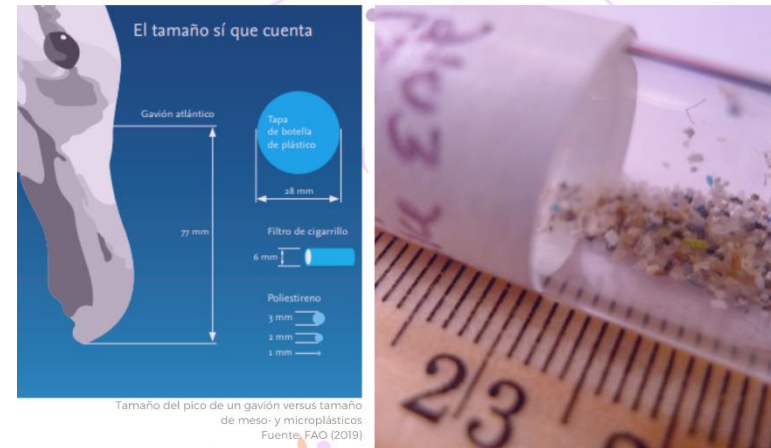 El tamaño sí que cuenta
Gavión atlántico
77 mm
Tapa
de botella
de plástico
28 mm
Filtro de cigarrillo
6 mm
Poliestireno
3 mm
2 mm
1 mm
Tamaño del pico de un gavión versus tamaño
de meso- y microplásticos
Fuente: FAO (2019)
23